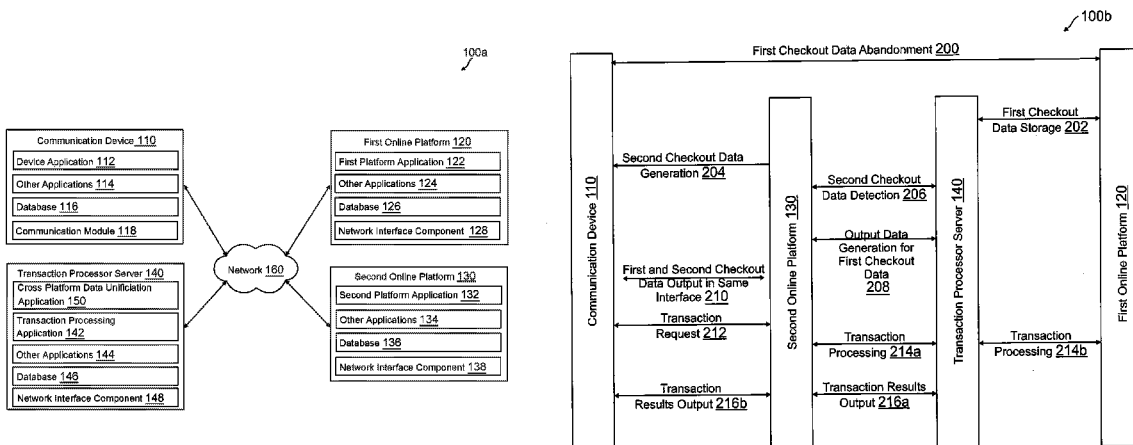 100a
Communication Device 110
Device Application 112
Other Applications 114
Database 116
Communication Module 118
First Online Platform 120
First Platform Application 122
Other Applications 124
Database 126
Network Interface Component 128
Network 160
Transaction Processor Server 140
Cross Platform Data Unificiation
Application 150
Transaction Processing
Application 142
Other Applications 144
Database 146
Network Interface Component 148
Second Online Platform 130
Second Platform Application 132
Other Applications 134
Database 136
Network Interface Component 138
100b
First Checkout Data Abandonment 200
First Checkout
Data Storage 202
Second Checkout Data
Generation 204
Second Checkout
Data Detection 206
Output Data
Generation for
First Checkout
Data
208
First and Second Checkout
Data Output in Same
Interface 210
Transaction
Request 212
Transaction
Processing 214a
Transaction
Processing 214b
Transaction
Results Output 216b
Transaction Results
Output 216a
Communication Device 110
Second Online Platform 130
Transaction Processor Server 140
First Online Platform 120